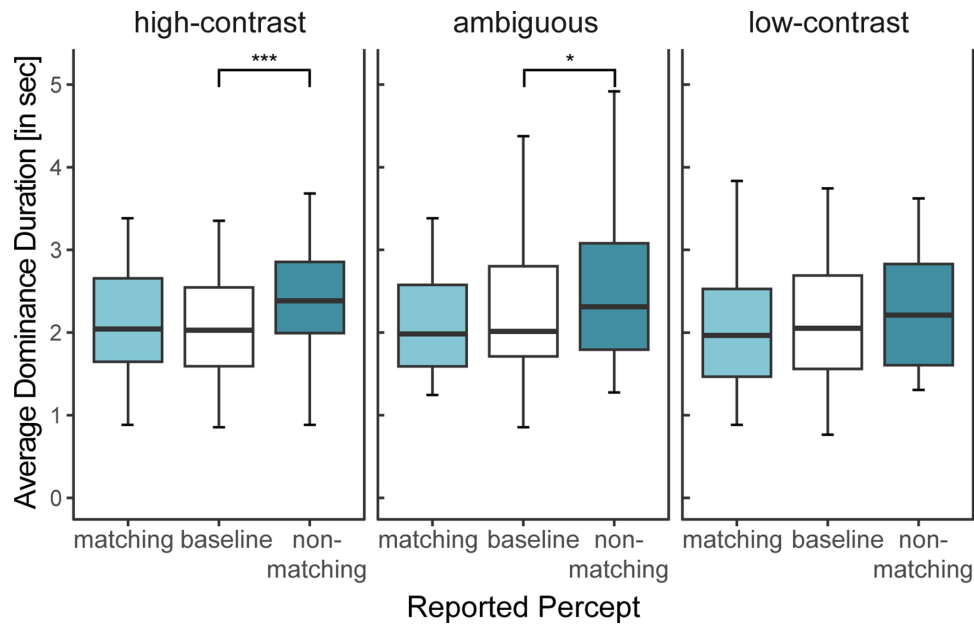 high-contrast
ambiguous
low-contrast
***
*
Average Dominance Duration [in sec]
5
4
3
2
1
0
matching baseline non-
matching
matching baseline non-
matching
matching baseline non-
matching
Reported Percept